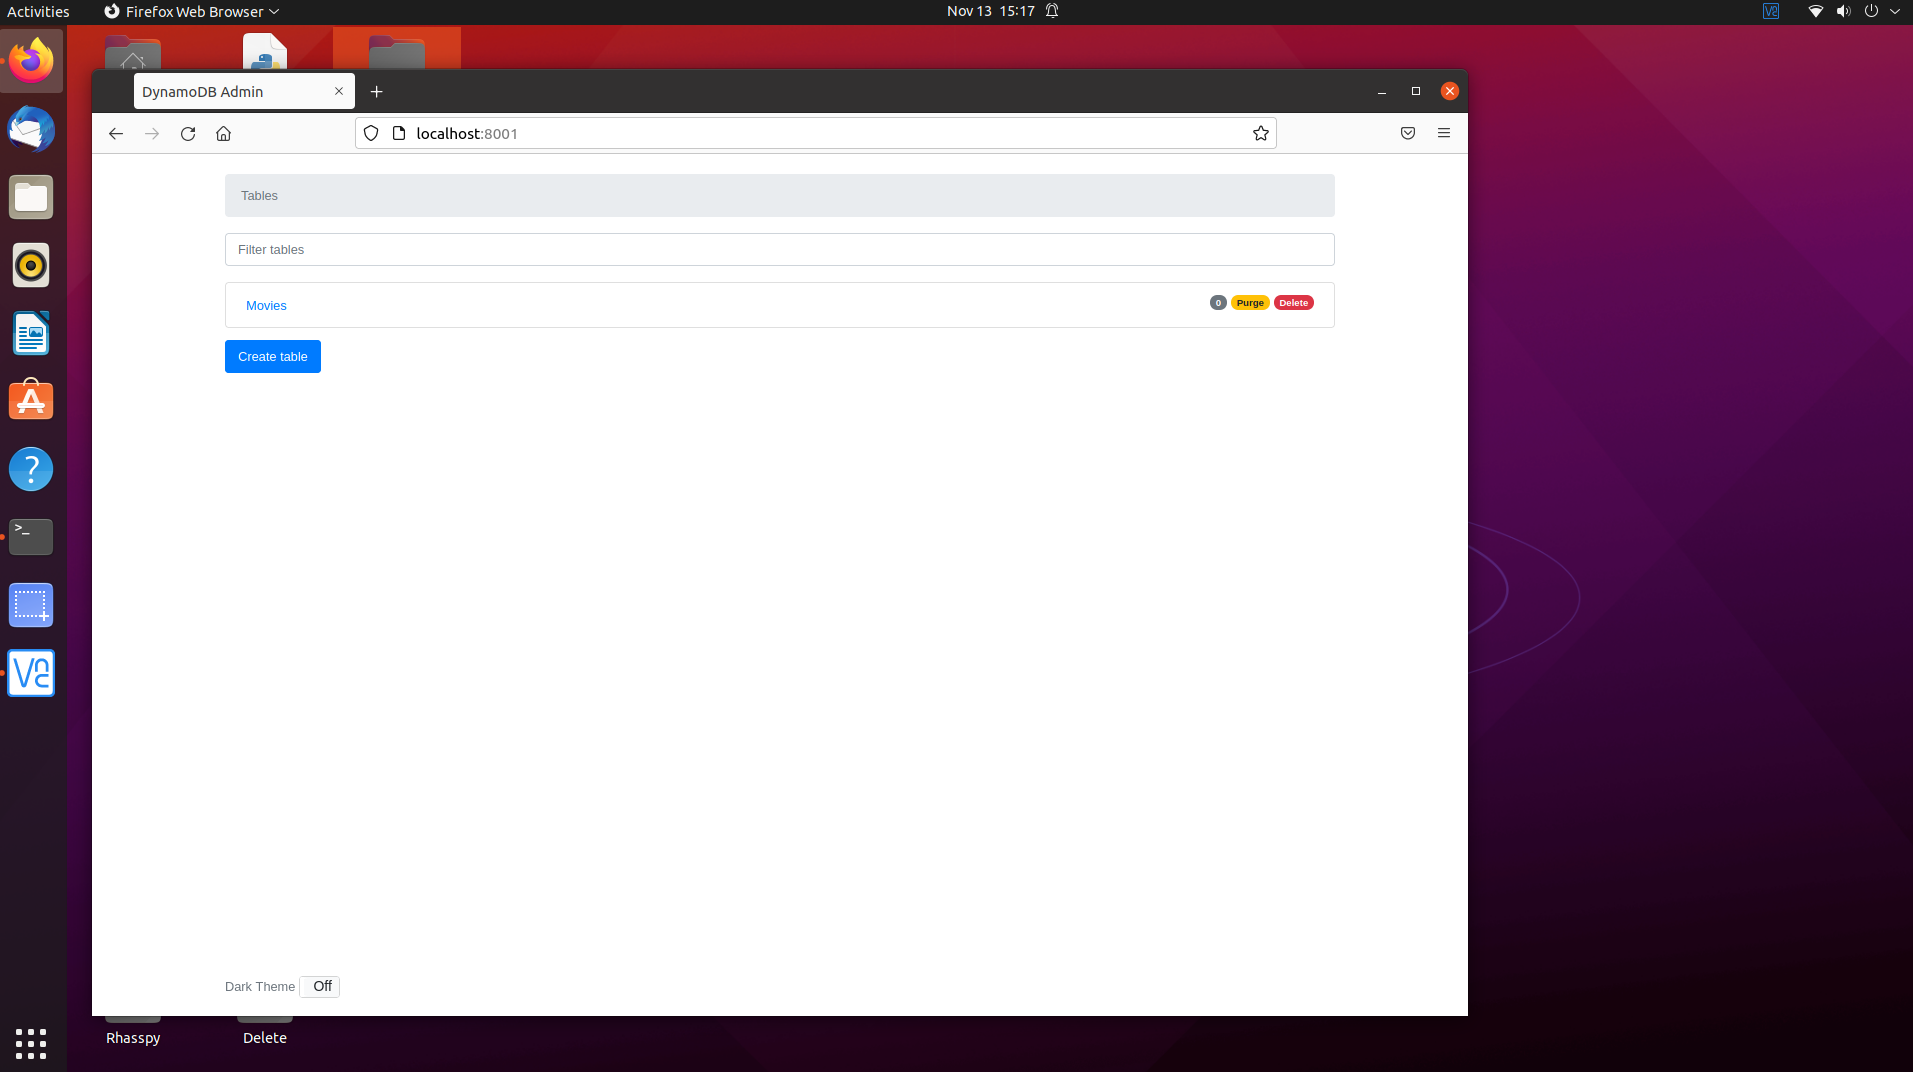 Activities Firefox Web Browser Nov 13 15:17
DynamoDB Admin
localhost:8001
Tables
Filter tables
Movies 0 Purge Delete
Create table
Dark Theme Off
Rhasspy Delete